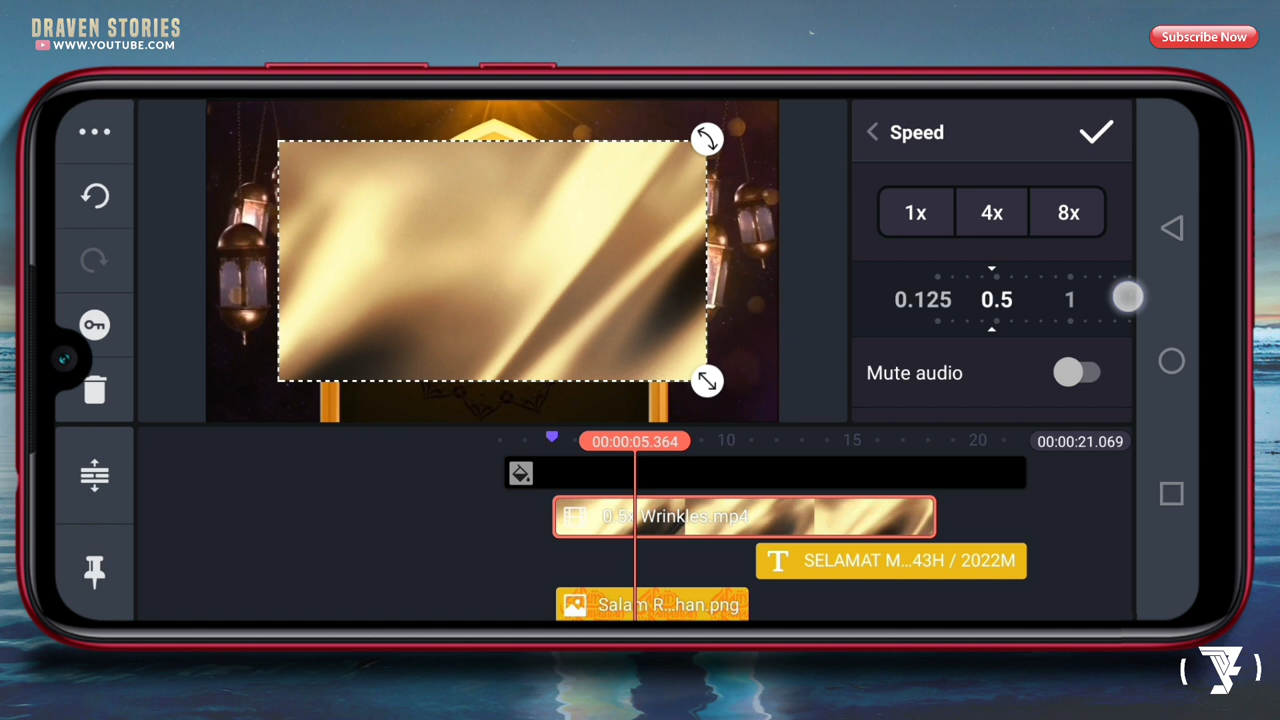 DRAVEN STORIES
WWW.YOUTUBE.COM
Subscribe Now
Speed
1x 4x 8x
0.125 0.5 1
Mute audio
00:00:05.364 10 15 20 00:00:21.069
0.5x Wrinkles.mp4
T SELAMAT M...43H / 2022M
Salam R...han.png